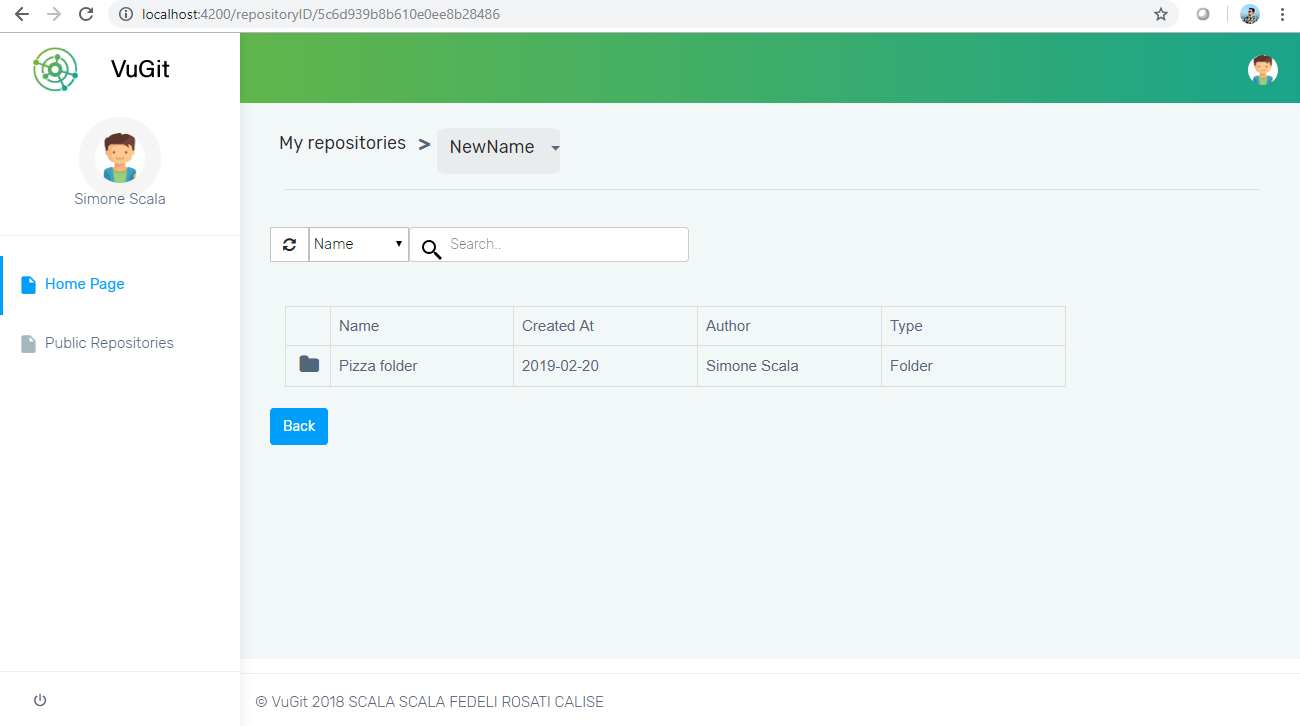 localhost:4200/repositoryID/5c6d939b8b610e0ee8b28486
VuGit
Simone Scala
Home Page
Public Repositories
My repositories > NewName
Name Search..
Name Created At Author Type
Pizza folder 2019-02-20 Simone Scala Folder
Back
© VuGit 2018 SCALA SCALA FEDELI ROSATI CALISE